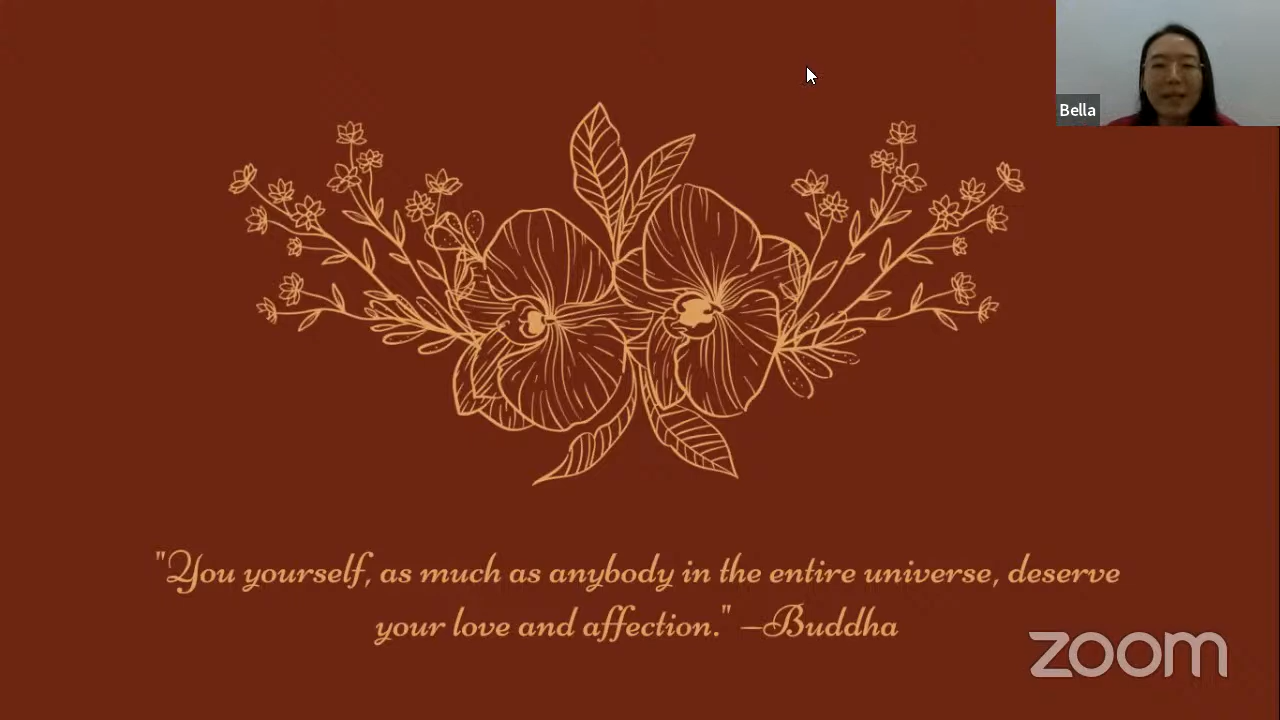 Bella
"You yourself, as much as anybody in the entire universe, deserve
your love and affection." —Buddha
zoom